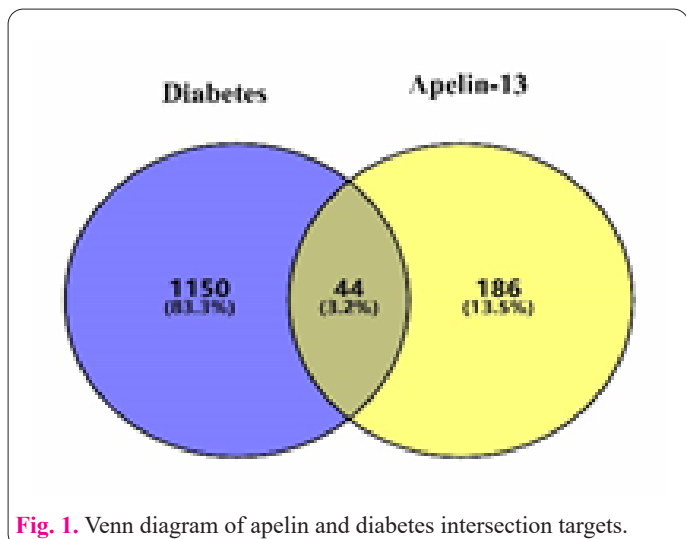 Diabetes
Apelin-13
1150
(83.3%)
44
(3.2%)
186
(13.5%)
Fig. 1. Venn diagram of apelin and diabetes intersection targets.